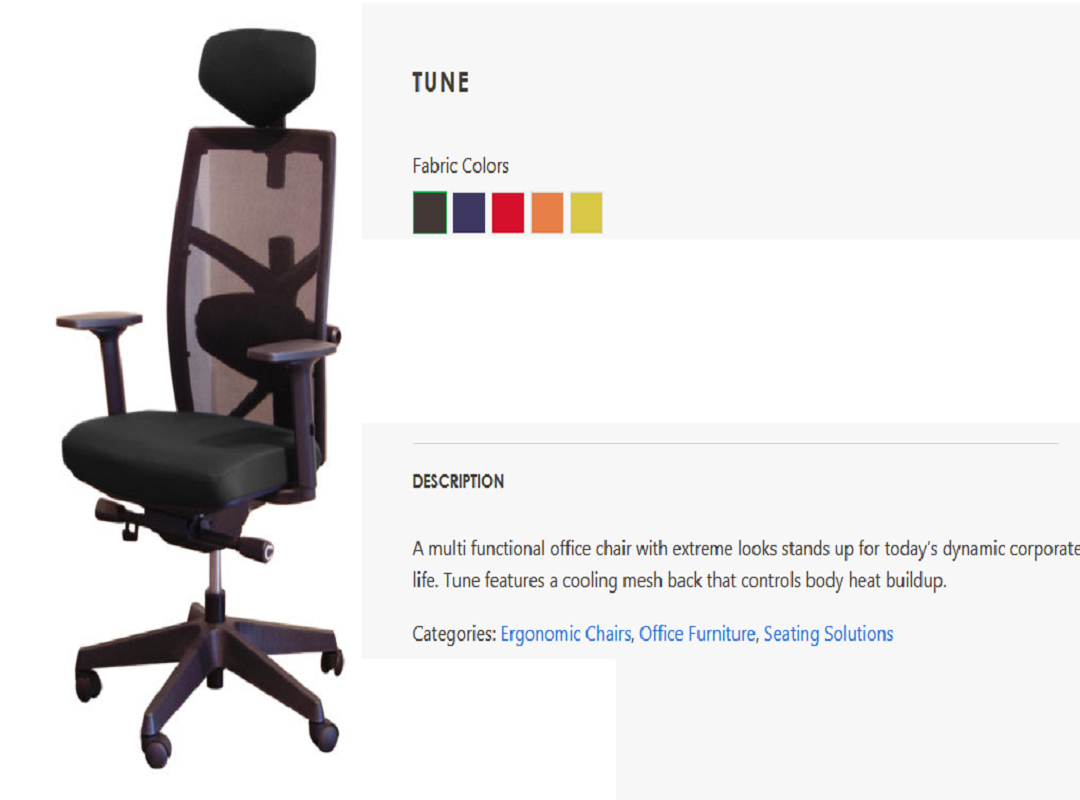 TUNE
Fabric Colors
DESCRIPTION
A multi functional office chair with extreme looks stands up for today’s dynamic corporate
life. Tune features a cooling mesh back that controls body heat buildup.
Categories: Ergonomic Chairs, Office Furniture, Seating Solutions